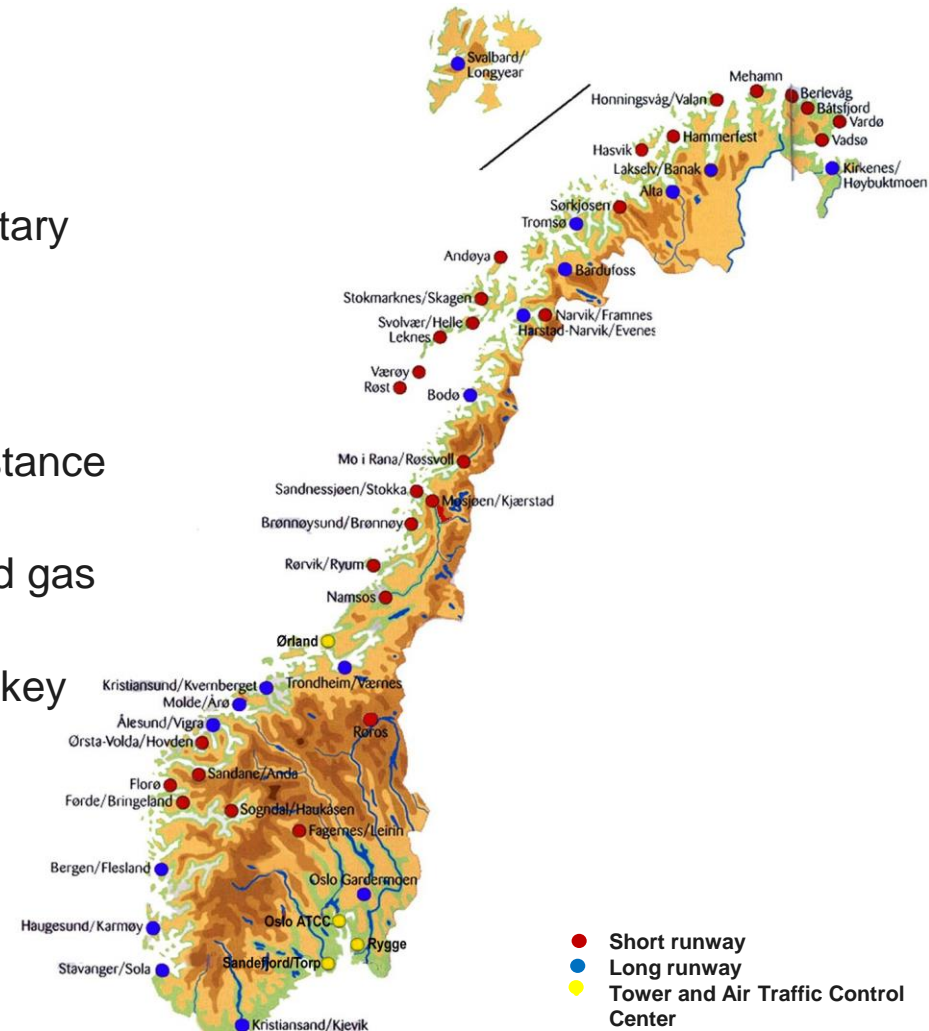 Svalbard/
Longyear
Mehamn
Honningsvåg/Valan
Berlevåg
Båtsfjord
Vardø
Hammerfest
Vadsø
Hasvik
Lakselv/Banak
Kirkenes/
Høybuktmoen
Alta
Sørkjosen
tary
Tromsø
Andøya
Bardufoss
Stokmarknes/Skagen
Narvik/Framnes
Svolvær/Helle
Harstad-Narvik/Evenes
Leknes
Værøy
Røst
Bodø
tance
Mo i Rana/Røssvoll
Sandnessjøen/Stokka
Mosjøen/Kjærstad
Brønnøysund/Brønnøy
Rørvik/Ryum
d gas
Namsos
Ørland
key
Kristiansund/Kvernberget
Trondheim/Værnes
Molde/Årø
Ålesund/Vigra
Røros
Ørsta-Volda/Hovden
Sandane/Anda
Florø
Førde/Bringeland
Sogndal/Haukåsen
Fagernes/Leirin
Bergen/Flesland
Oslo Gardermoen
Oslo ATCC
Haugesund/Karmøy
Rygge
Sandefjord/Torp
Stavanger/Sola
Kristiansand/Kjevik
Short runway
Long runway
Tower and Air Traffic Control
Center